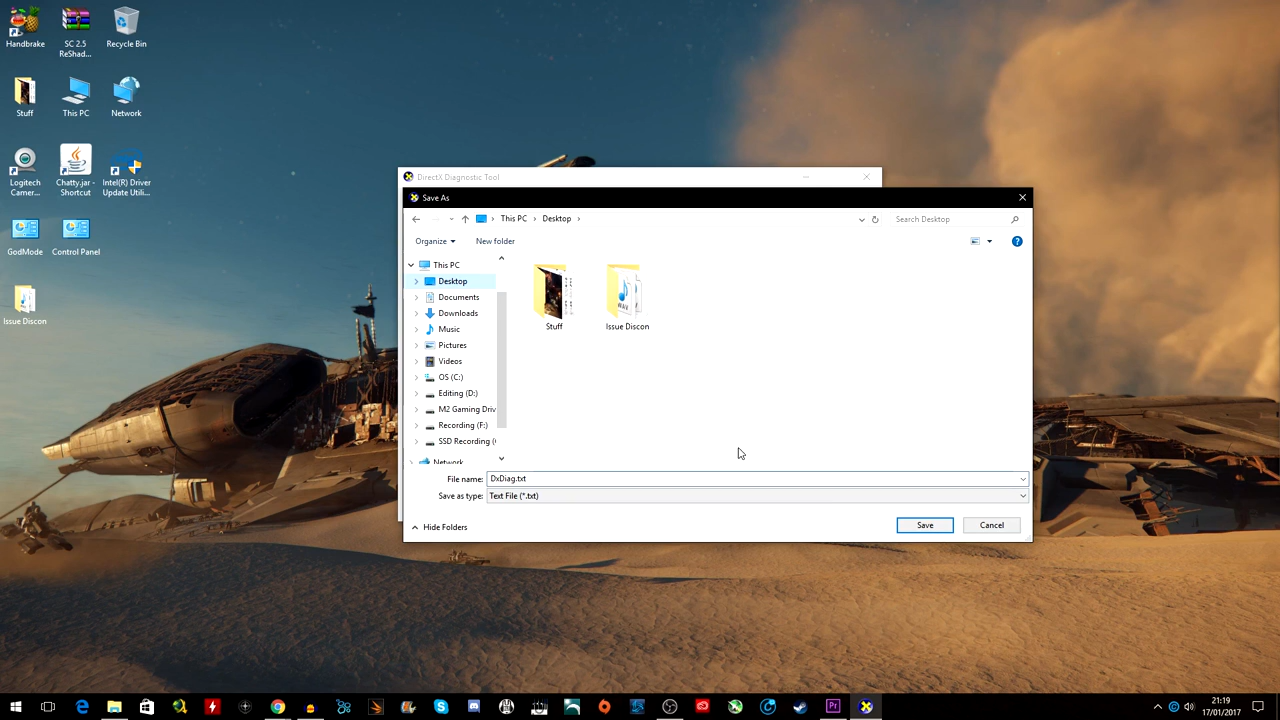 Handbrake
SC 2.5
ReShad...
Recycle Bin
Stuff
This PC
Network
Logitech
Camer...
Chatty.jar -
Shortcut
Intel(R) Driver
Update Utili...
GodMode
Control Panel
Issue Discon
DirectX Diagnostic Tool
Save As
This PC
Desktop
Search Desktop
Organize
New folder
This PC
Desktop
Documents
Downloads
Music
Pictures
Videos
OS (C:)
Editing (D:)
M2 Gaming Driv
Recording (F:)
SSD Recording (
Network
WAV
Stuff
Issue Discon
File name:
DxDiag.txt
Save as type:
Text File (*.txt)
Hide Folders
Save
Cancel
21:19
17/01/2017